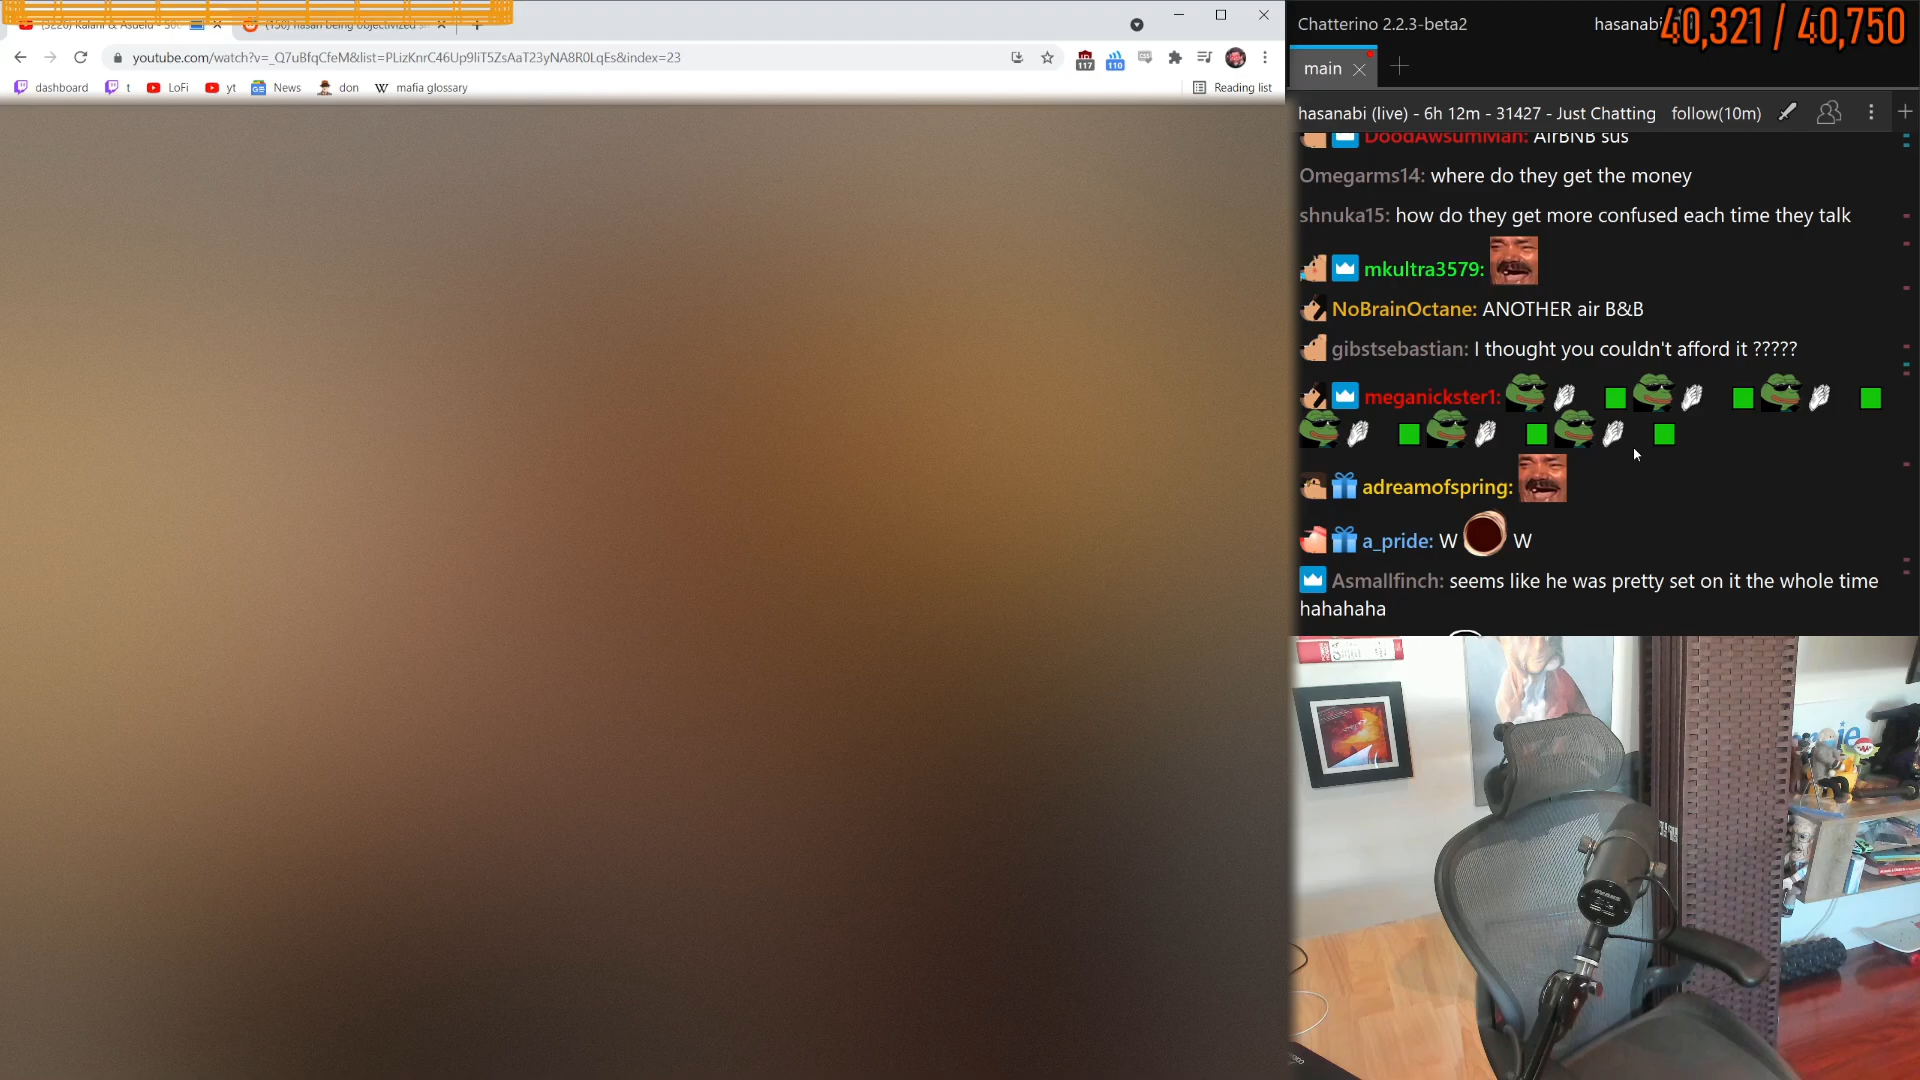 Chatterino 2.2.3-beta2
40,321 / 40,750
youtube.com/watch?v=_Q7uBfqCfeM&list=PLizKnrC46Up9IiT5ZsAaT23yNA8R0LqEs&index=23
117
110
dashboard
t
LoFi
yt
News
don
W
mafia glossary
Reading list
main
hasanabi (live) - 6h 12m - 31427 - Just Chatting
follow(10m)
DoodAwsumMan: AirBNB sus
Omegarms14: where do they get the money
shnuka15: how do they get more confused each time they talk
mkultra3579:
NoBrainOctane: ANOTHER air B&B
gibstsebastian: I thought you couldn't afford it ?????
meganickster1:
adreamofspring:
a_pride: W W
Asmallfinch: seems like he was pretty set on it the whole time
hahahaha